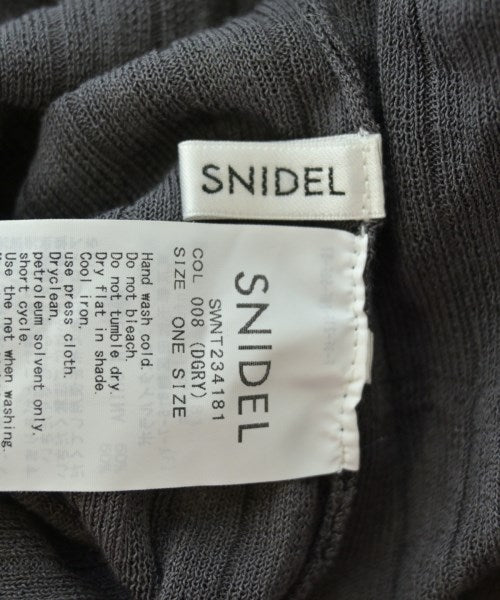 SNIDEL
SNIDEL
SWNT234181
COL 008 (DGRY)
SIZE ONE SIZE
Hand wash cold.
Do not bleach.
Do not tumble dry.
Dry flat in shade.
Cool iron.
use press cloth.
Dryclean.
petroleum solvent only.
short cycle.
Use the net when washing.